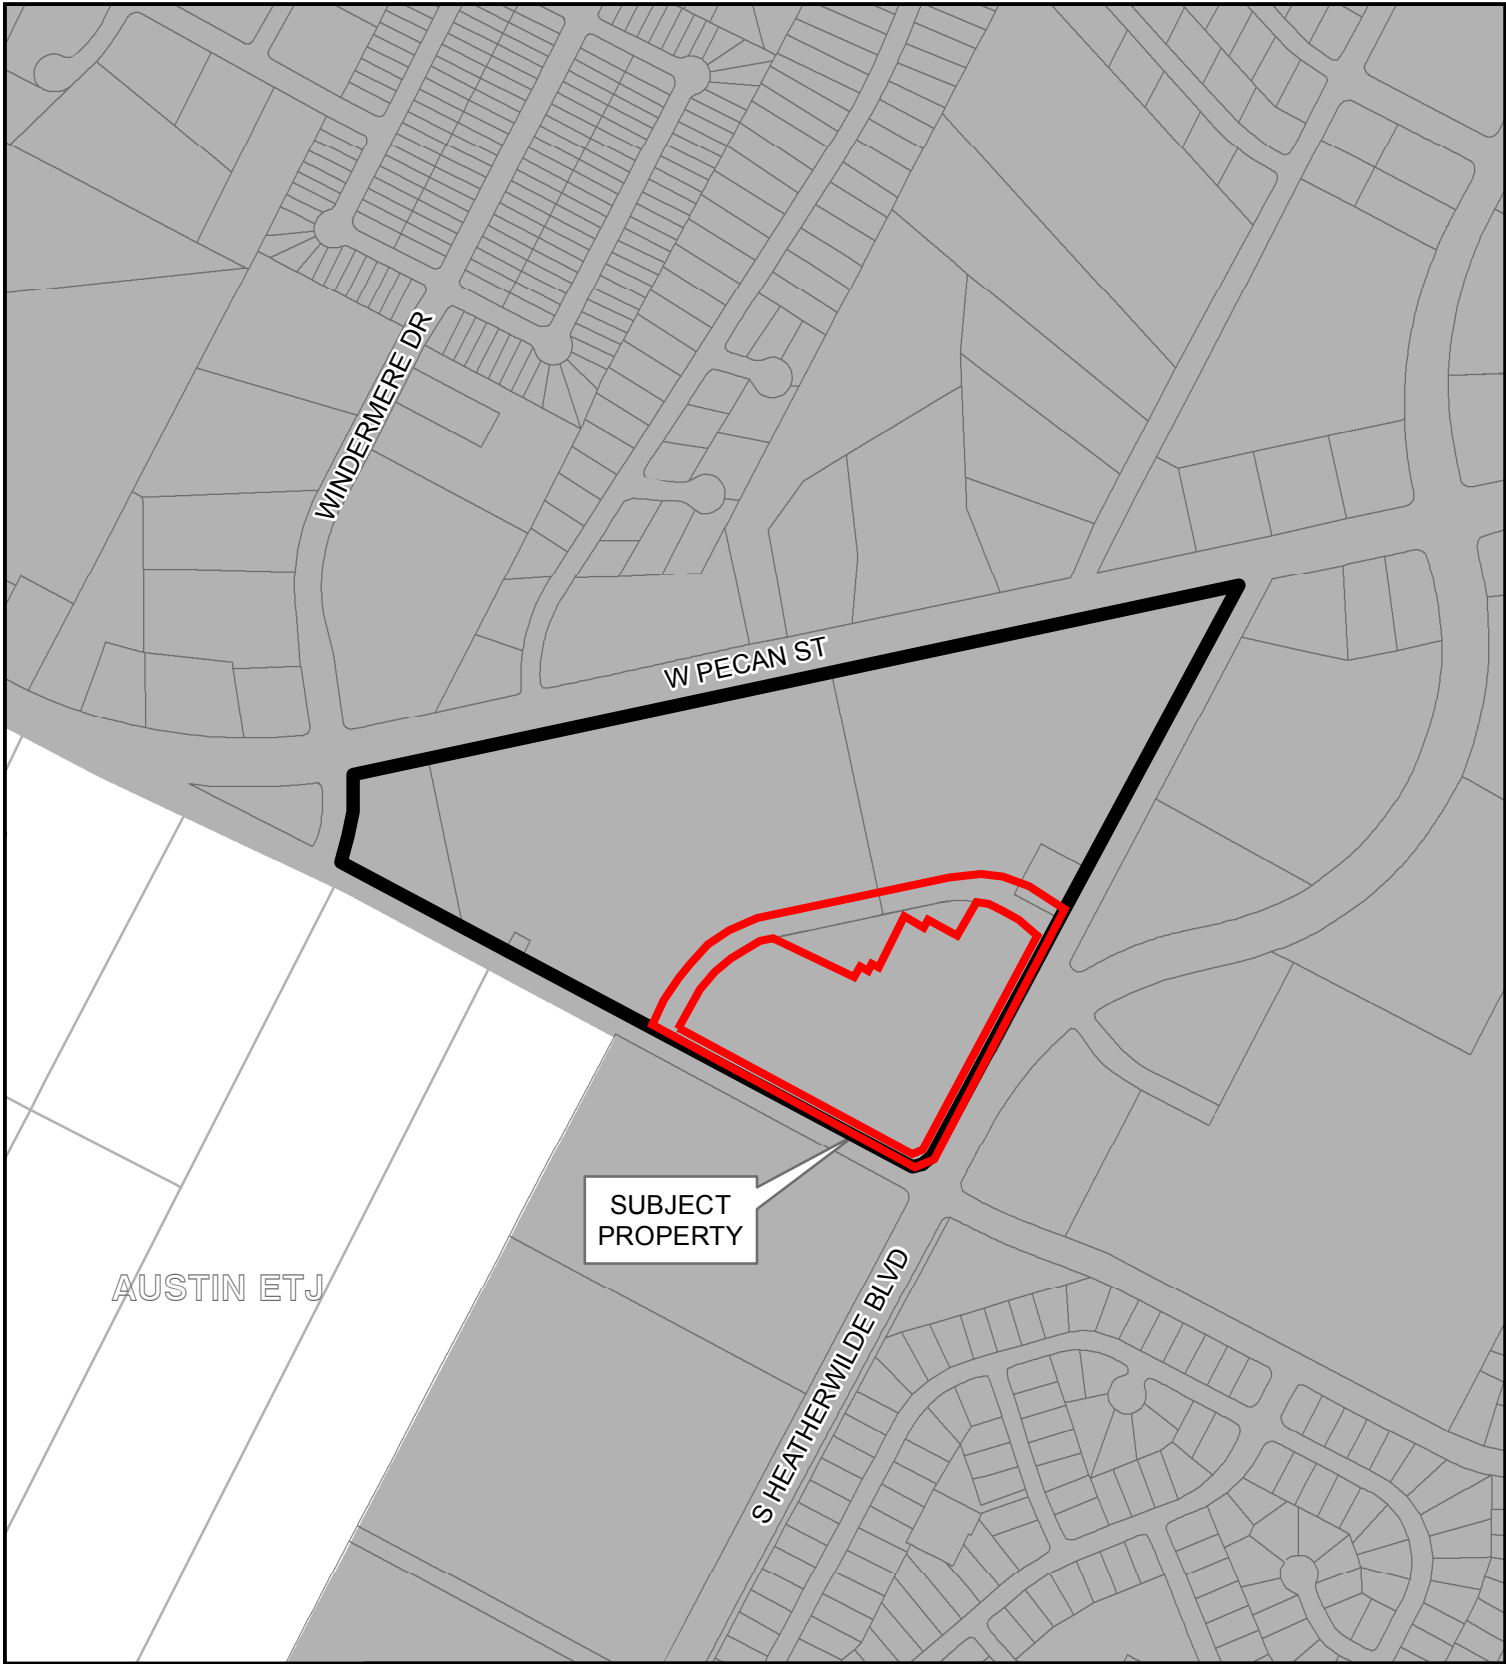 WINDERMERE DR
W PECAN ST
SUBJECT
PROPERTY
AUSTIN ETJ
S HEATHERWILDE BLVD